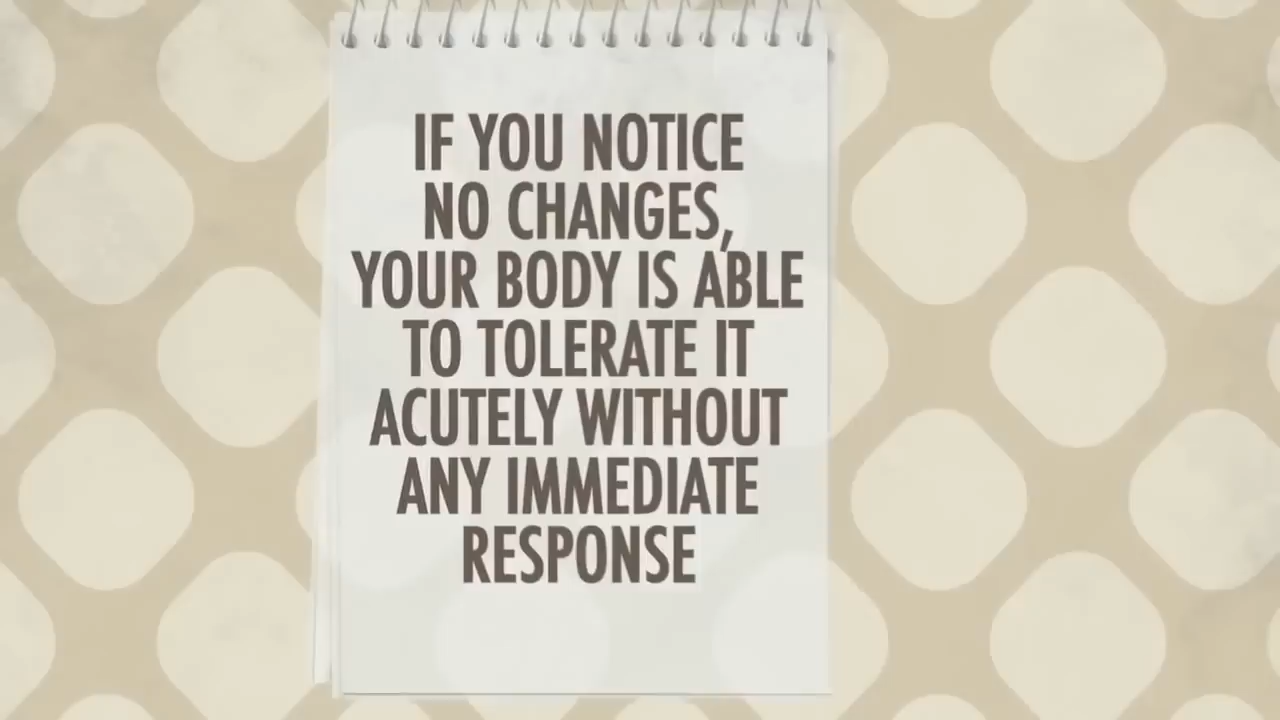 IF YOU NOTICE
NO CHANGES,
YOUR BODY IS ABLE
TO TOLERATE IT
ACUTELY WITHOUT
ANY IMMEDIATE
RESPONSE